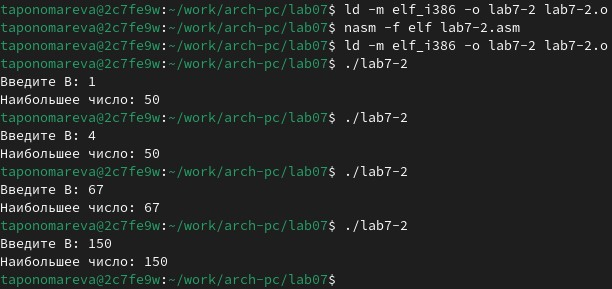 taponomareva@2c7fe9w:~/work/arch-pc/lab07$ ld -m elf_i386 -o lab7-2 lab7-2.o
taponomareva@2c7fe9w:~/work/arch-pc/lab07$ nasm -f elf lab7-2.asm
taponomareva@2c7fe9w:~/work/arch-pc/lab07$ ld -m elf_i386 -o lab7-2 lab7-2.o
taponomareva@2c7fe9w:~/work/arch-pc/lab07$ ./lab7-2
Введите В: 1
Наибольшее число: 50
taponomareva@2c7fe9w:~/work/arch-pc/lab07$ ./lab7-2
Введите В: 4
Наибольшее число: 50
taponomareva@2c7fe9w:~/work/arch-pc/lab07$ ./lab7-2
Введите В: 67
Наибольшее число: 67
taponomareva@2c7fe9w:~/work/arch-pc/lab07$ ./lab7-2
Введите В: 150
Наибольшее число: 150
taponomareva@2c7fe9w:~/work/arch-pc/lab07$